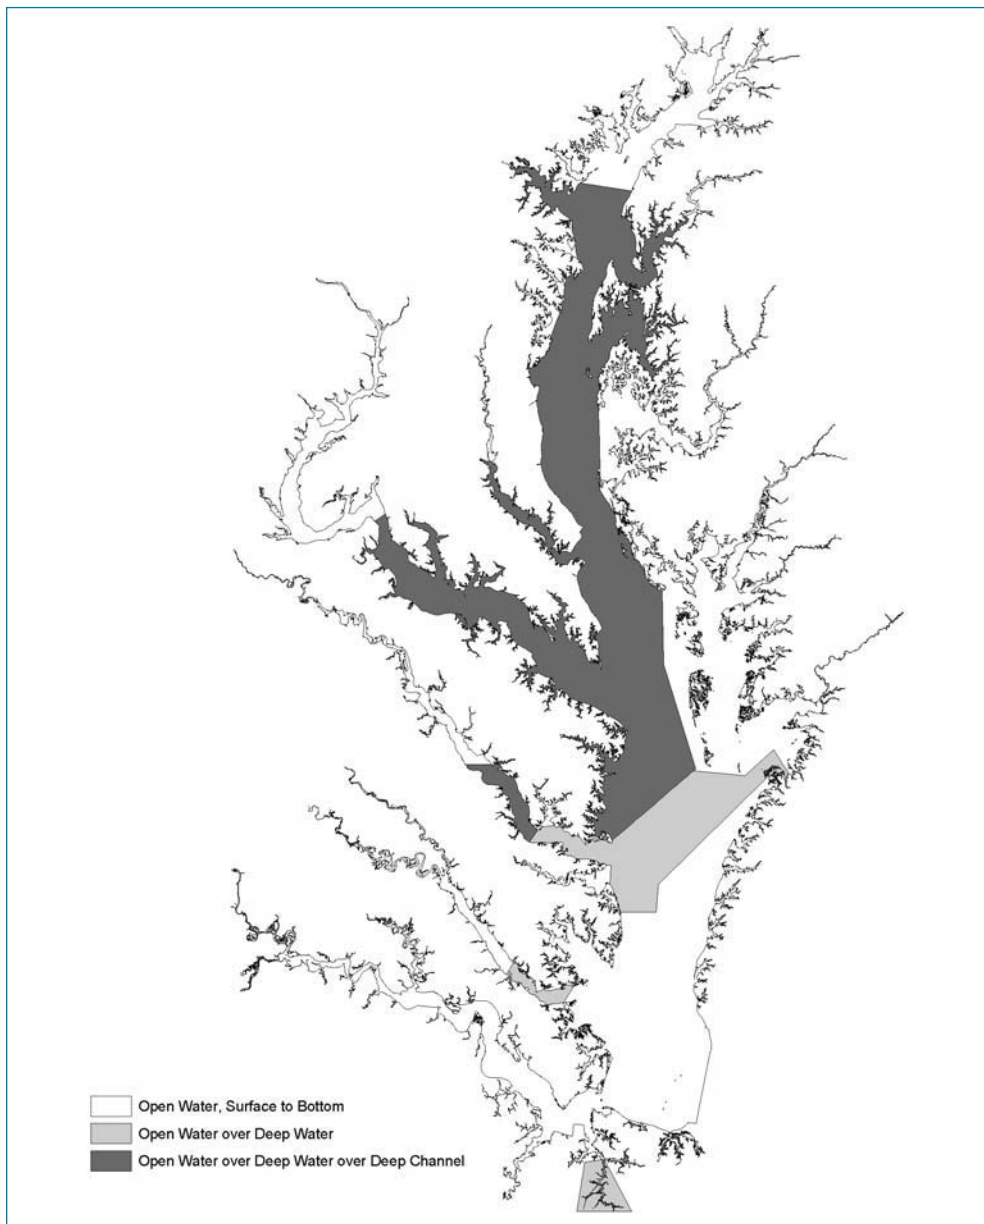 Open Water, Surface to Bottom
Open Water over Deep Water
Open Water over Deep Water over Deep Channel